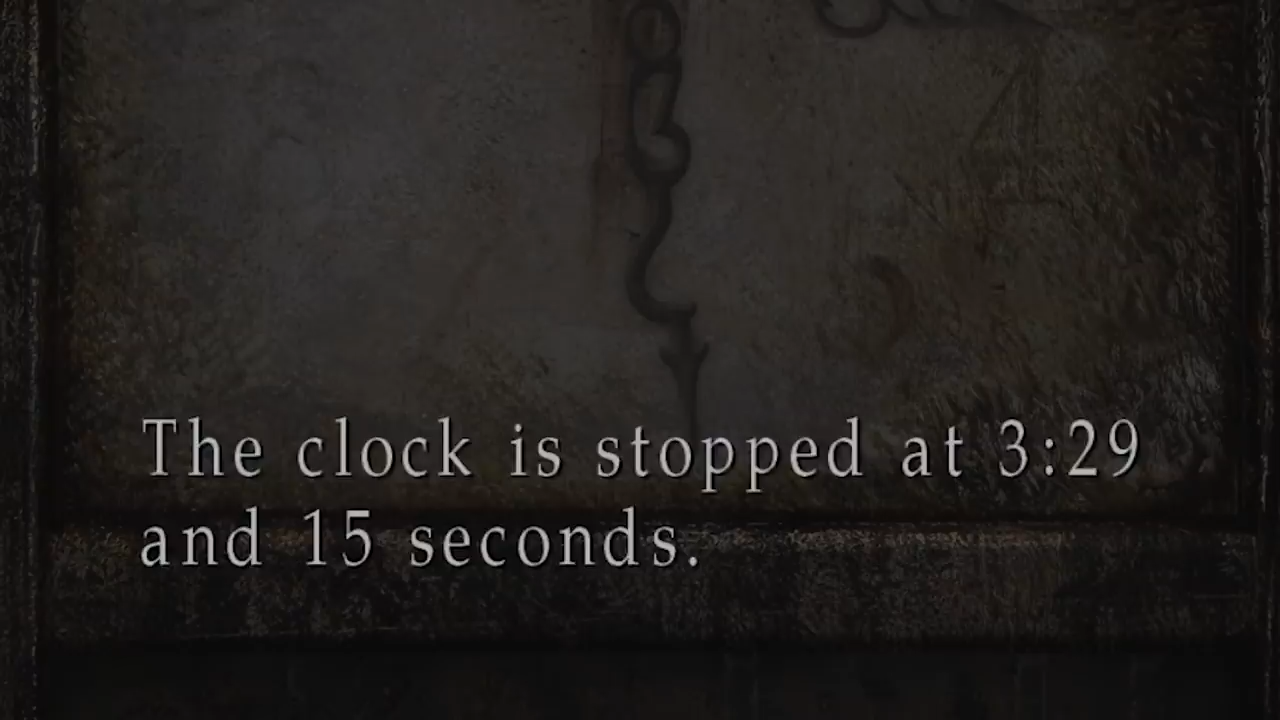 The clock is stopped at 3:29
and 15 seconds.